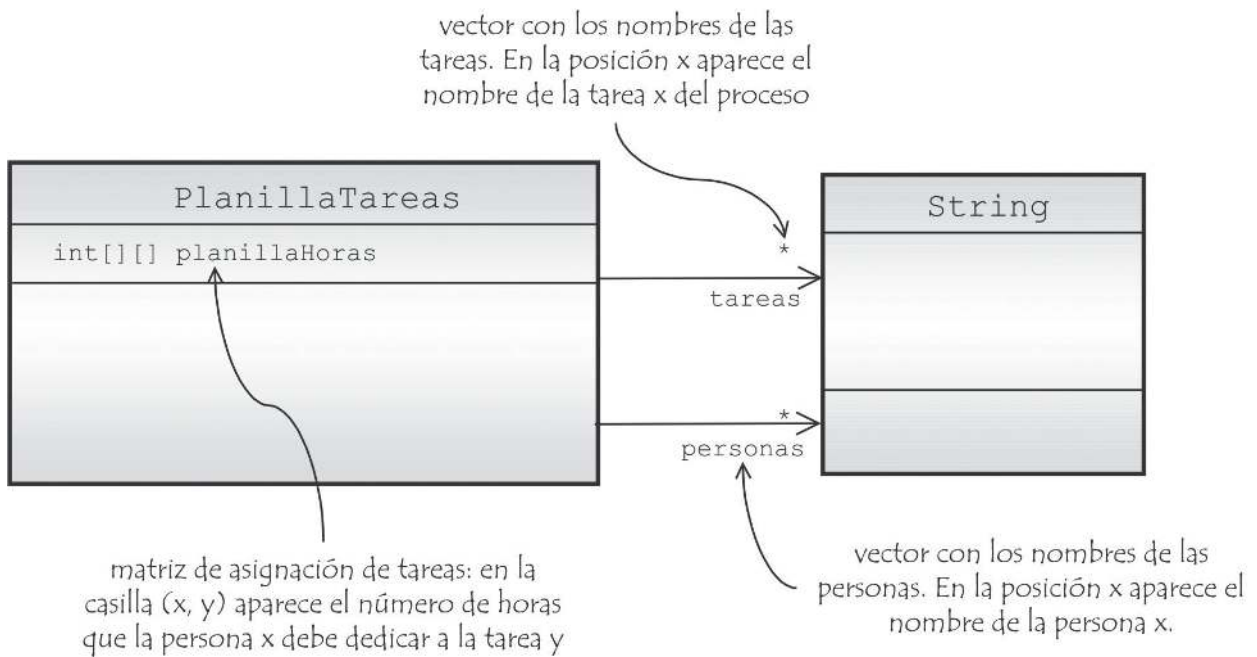 vector con los nombres de las
tareas. En la posición x aparece el
nombre de la tarea x del proceso
PlanillaTareas
int[][] planillaHoras
String
*
tareas
*
personas
matriz de asignación de tareas: en la
casilla (x, y) aparece el número de horas
que la persona x debe dedicar a la tarea y
vector con los nombres de las
personas. En la posición x aparece el
nombre de la persona x.